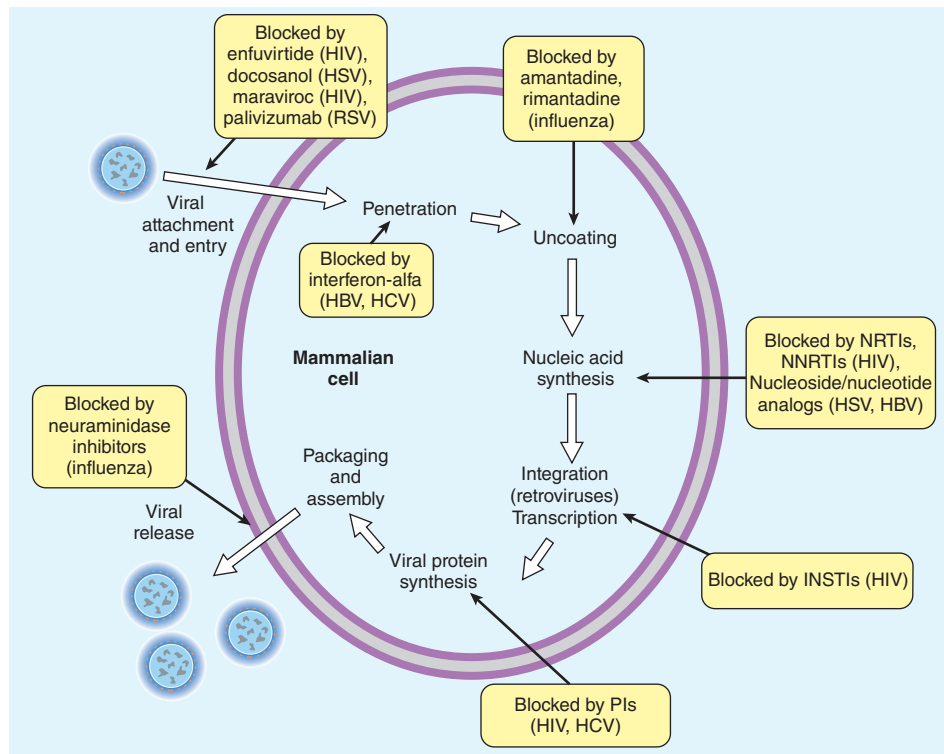 Blocked by
enfuvirtide (HIV),
docosanol (HSV),
maraviroc (HIV),
palivizumab (RSV)
Blocked by
amantadine,
rimantadine
(influenza)
Viral
attachment
and entry
Penetration
Uncoating
Blocked by
interferon-alfa
(HBV, HCV)
Mammalian
cell
Nucleic acid
synthesis
Blocked by NRTIs,
NNRTIs (HIV),
Nucleoside/nucleotide
analogs (HSV, HBV)
Blocked by
neuraminidase
inhibitors
(influenza)
Packaging
and
assembly
Integration
(retroviruses)
Transcription
Viral
release
Viral protein
synthesis
Blocked by INSTIs (HIV)
Blocked by PIs
(HIV, HCV)